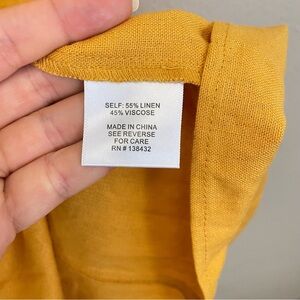 SELF: 55% LINEN
45% VISCOSE
MADE IN CHINA
SEE REVERSE
FOR CARE
RN # 138432